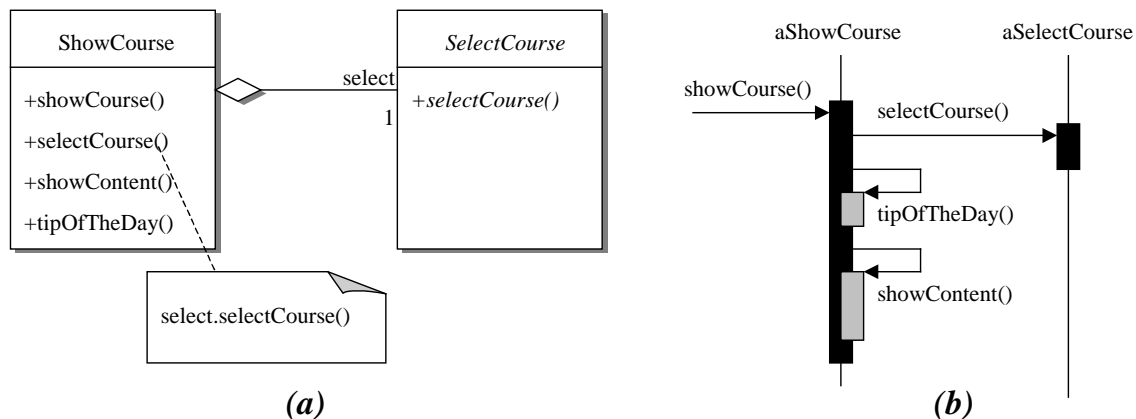 ShowCourse
+showCourse()
+selectCourse()
+showContent()
+tipOfTheDay()
select
1
SelectCourse
+selectCourse()
select.selectCourse()
(a)
aShowCourse
aSelectCourse
showCourse()
selectCourse()
tipOfTheDay()
showContent()
(b)